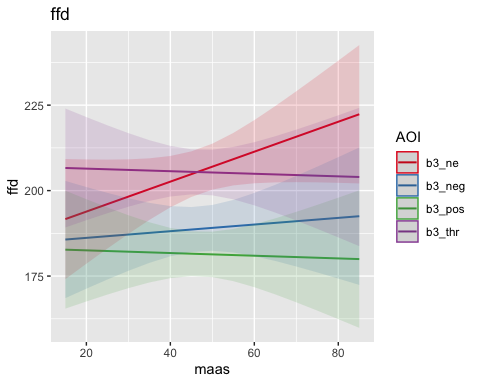 ffd
225
200
175
ffd
20
40
60
80
maas
AOI
b3_ne
b3_neg
b3_pos
b3_thr